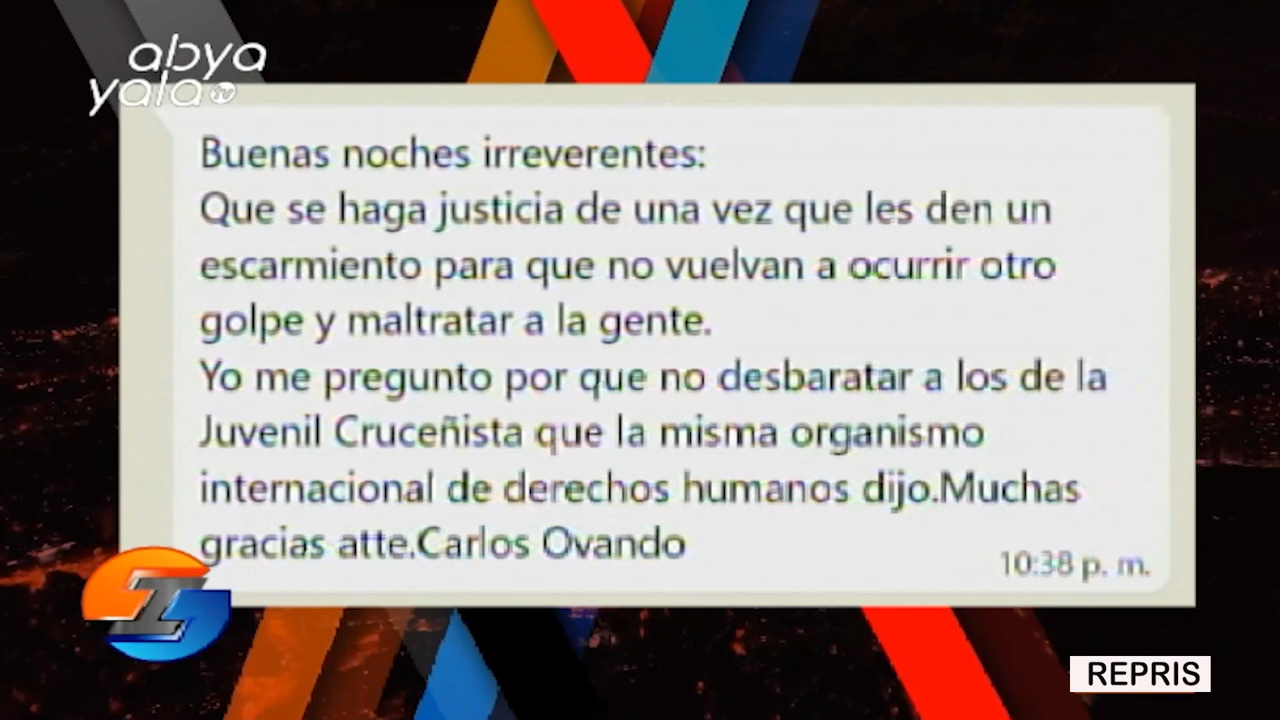 abya
yala tv
Buenas noches irreverentes:
Que se haga justicia de una vez que les den un
escarmiento para que no vuelvan a ocurrir otro
golpe y maltratar a la gente.
Yo me pregunto por que no desbaratar a los de la
Juvenil Cruceñista que la misma organismo
internacional de derechos humanos dijo.Muchas
gracias atte.Carlos Ovando
10:38 p. m.
I
REPRIS